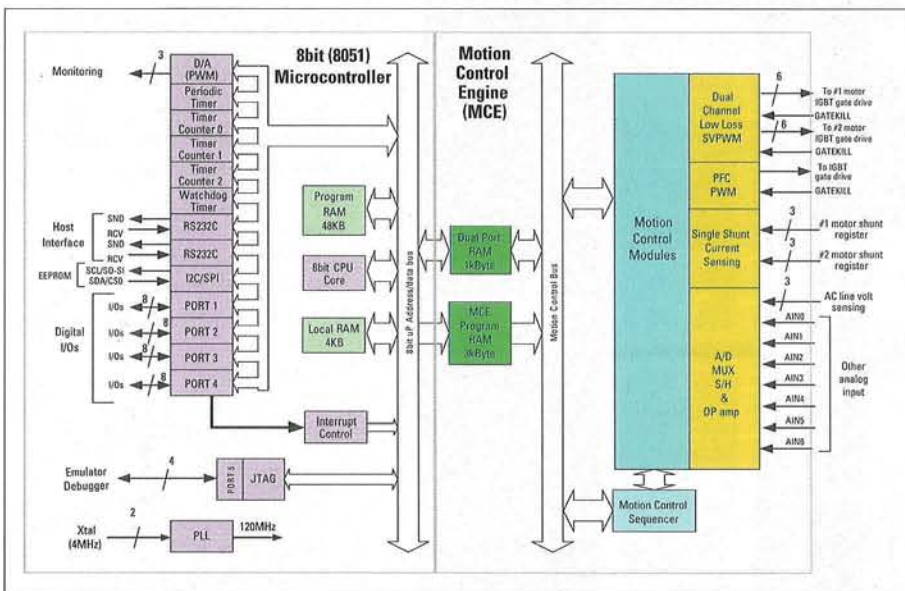 8bit (8051)
Microcontroller
Motion
Control
Engine
(MCE)
Monitoring
3
D/A
(PWM)
Periodic
Timer
Timer
Counter 0
Timer
Counter 1
Timer
Counter 2
Watchdog
Timer
Host
Interface
SND
RCV
RS232C
SND
RCV
RS232C
EEPROM
SCL/SO-SI
SDA/CS0
I2C/SPI
Digital
I/Os
I/Os
8
PORT 1
I/Os
8
PORT 2
I/Os
8
PORT 3
I/Os
8
PORT 4
Interrupt
Control
Emulator
Debugger
4
PORT 5
JTAG
Xtal
(4MHz)
2
PLL
120MHz
Program
RAM
48KB
8bit CPU
Core
Local RAM
4KB
8bit uP Address/data bus
Dual Port
RAM
1kByte
MCE
Program
RAM
3kByte
Motion Control Bus
Motion
Control
Modules
Motion Control
Sequencer
Dual
Channel
Low Loss
SVPWM
PFC
PWM
Single Shunt
Current
Sensing
A/D
MUX
S/H
&
OP amp
6
To #1 motor
IGBT gate drive
GATEKILL
6
To #2 motor
IGBT gate drive
GATEKILL
To IGBT
gate drive
GATEKILL
3
#1 motor shunt
register
3
#2 motor shunt
register
3
AC line volt
sensing
AIN0
AIN1
AIN2
AIN3
AIN4
AIN5
AIN6
Other
analog
input